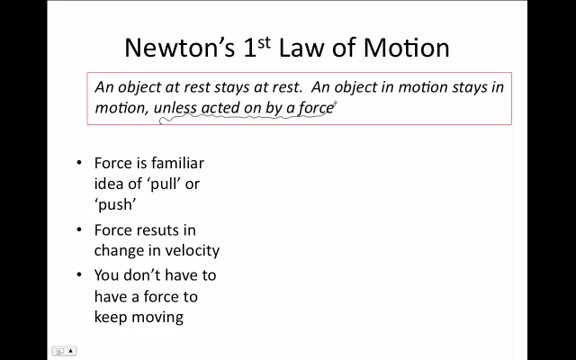 Newton's 1st Law of Motion
An object at rest stays at rest. An object in motion stays in
motion, unless acted on by a force
• Force is familiar
idea of 'pull' or
'push'
• Force resuts in
change in velocity
• You don't have to
have a force to
keep moving